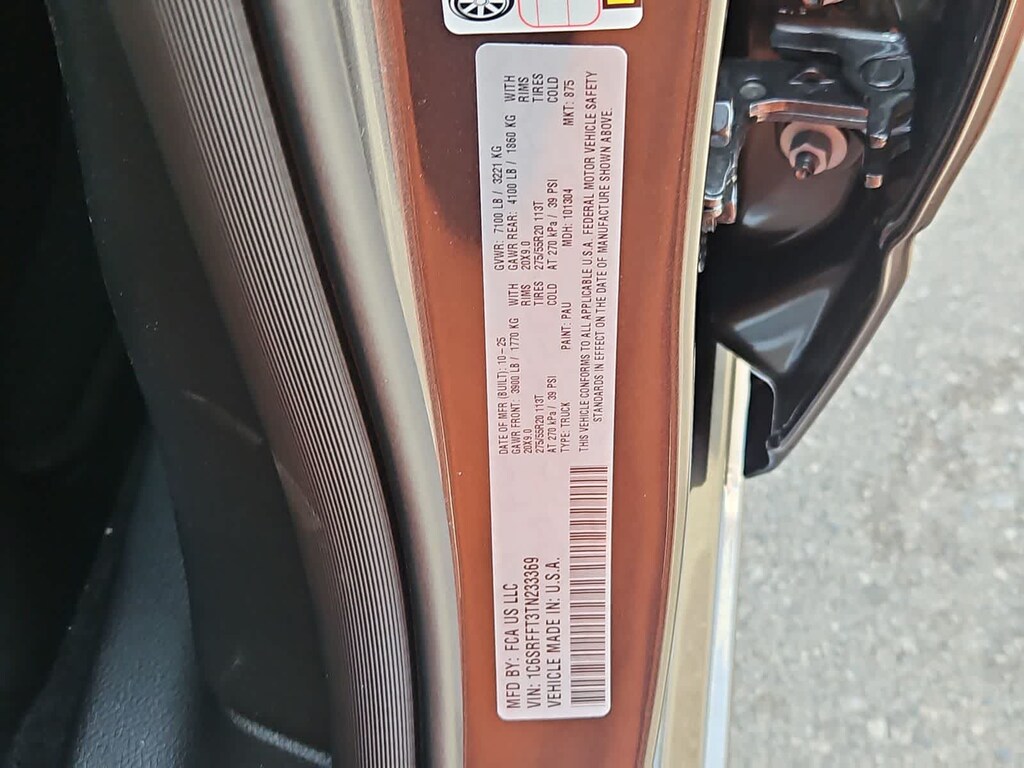 MFD BY: FCA US LLC
VIN: 1C6SRFFT3TN233369
VEHICLE MADE IN: U.S.A.
DATE OF MFR.(BUILT): 10-25 GVWR: 7100 LB / 3221 KG
GAWR FRONT: 3900 LB / 1770 KG WITH GAWR REAR: 4100 LB / 1860 KG WITH
20X9.0 RIMS 20X9.0 RIMS
275/55R20 113T TIRES 275/55R20 113T TIRES
AT 270 kPa / 39 PSI COLD AT 270 kPa / 39 PSI COLD
TYPE: TRUCK PAINT: PAU MDH: 101304 MKT: 875
THIS VEHICLE CONFORMS TO ALL APPLICABLE U.S.A. FEDERAL MOTOR VEHICLE SAFETY
STANDARDS IN EFFECT ON THE DATE OF MANUFACTURE SHOWN ABOVE.